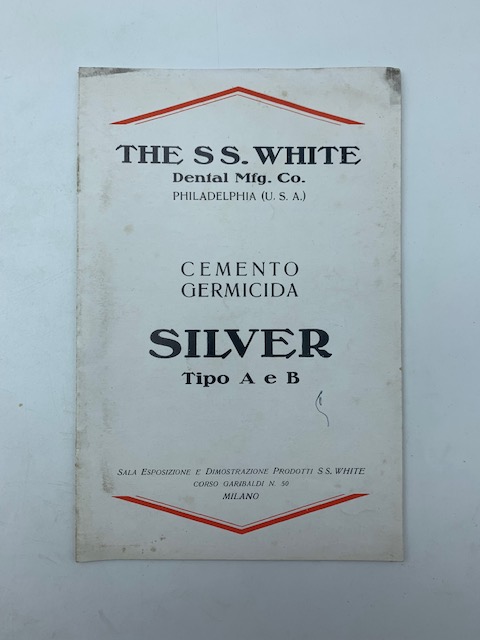 THE S S. WHITE
Dental Mfg. Co.
PHILADELPHIA (U. S. A.)
CEMENTO
GERMICIDA
SILVER
Tipo A e B
SALA ESPOSIZIONE E DIMOSTRAZIONE PRODOTTI S S. WHITE
CORSO GARIBALDI N. 50
MILANO